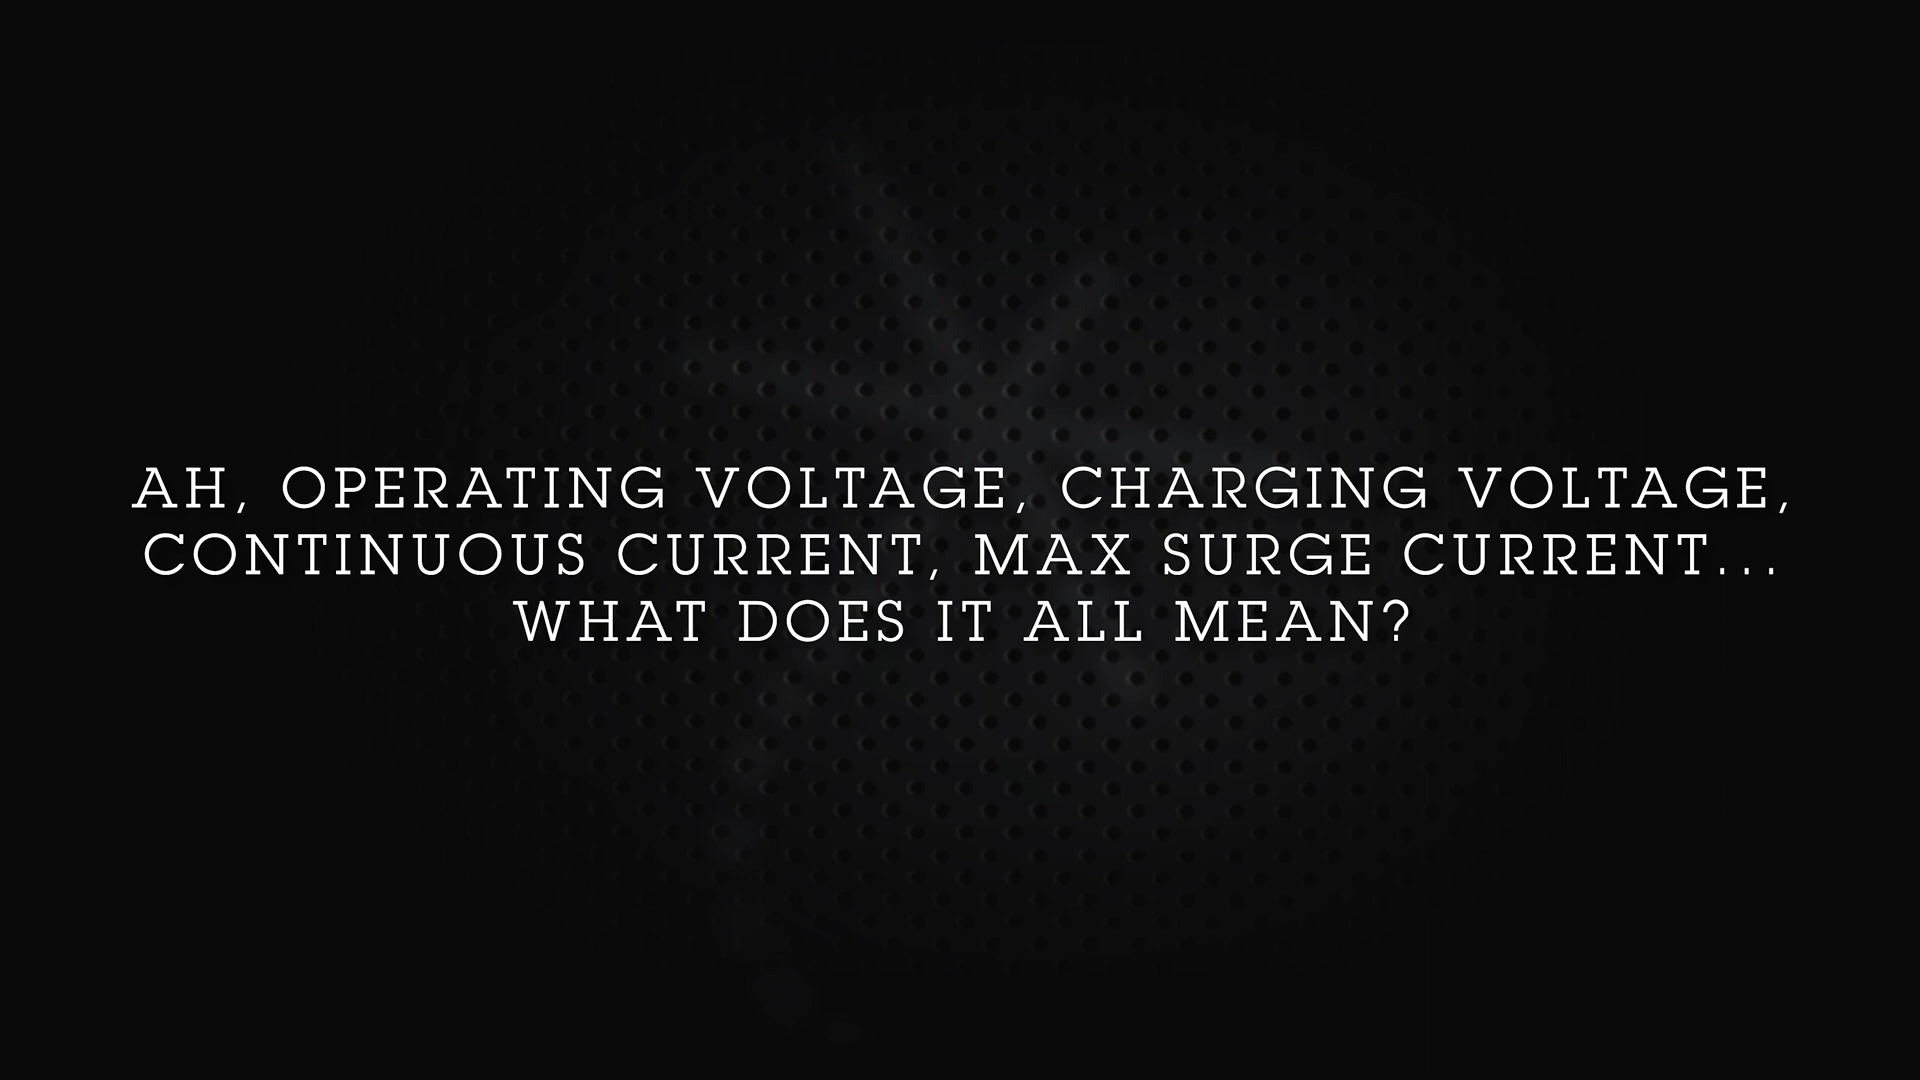 AH, OPERATING VOLTAGE, CHARGING VOLTAGE,
CONTINUOUS CURRENT, MAX SURGE CURRENT...
WHAT DOES IT ALL MEAN?